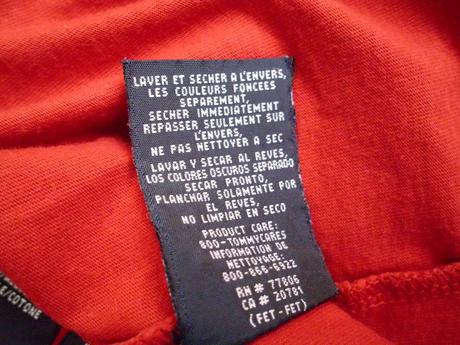 LAVER ET SECHER A L'ENVERS,
LES COULEURS FONCEES
SEPAREMENT,
SECHER IMMEDIATEMENT
REPASSER SEULEMENT SUR
L'ENVERS,
NE PAS NETTOYER A SEC
LAVAR Y SECAR AL REVES,
LOS COLORES OSCUROS SEPARADO
SECAR PRONTO,
PLANCHAR SOLAMENTE POR
EL REVES,
NO LIMPIAR EN SECO
PRODUCT CARE:
800-TOMMYCARES
INFORMATION DE
NETTOYAGE:
800-866-6922
RN# 77806
CA# 20781
(FET-FET)
/COTONE